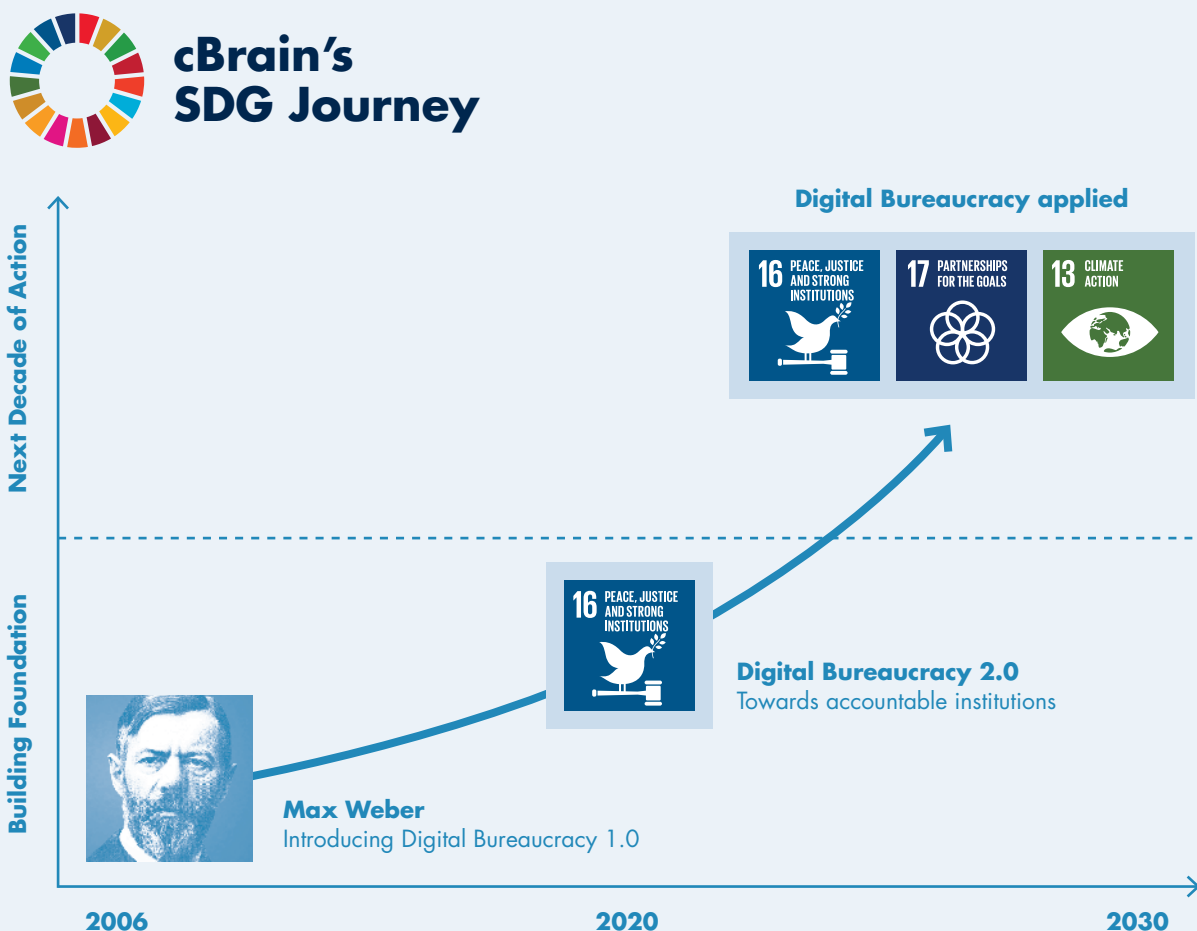 cBrain's
SDG Journey
Next Decade of Action
Building Foundation
Digital Bureaucracy applied
16 PEACE, JUSTICE
AND STRONG
INSTITUTIONS
17 PARTNERSHIPS
FOR THE GOALS
13 CLIMATE
ACTION
16 PEACE, JUSTICE
AND STRONG
INSTITUTIONS
Digital Bureaucracy 2.0
Towards accountable institutions
Max Weber
Introducing Digital Bureaucracy 1.0
2006
2020
2030